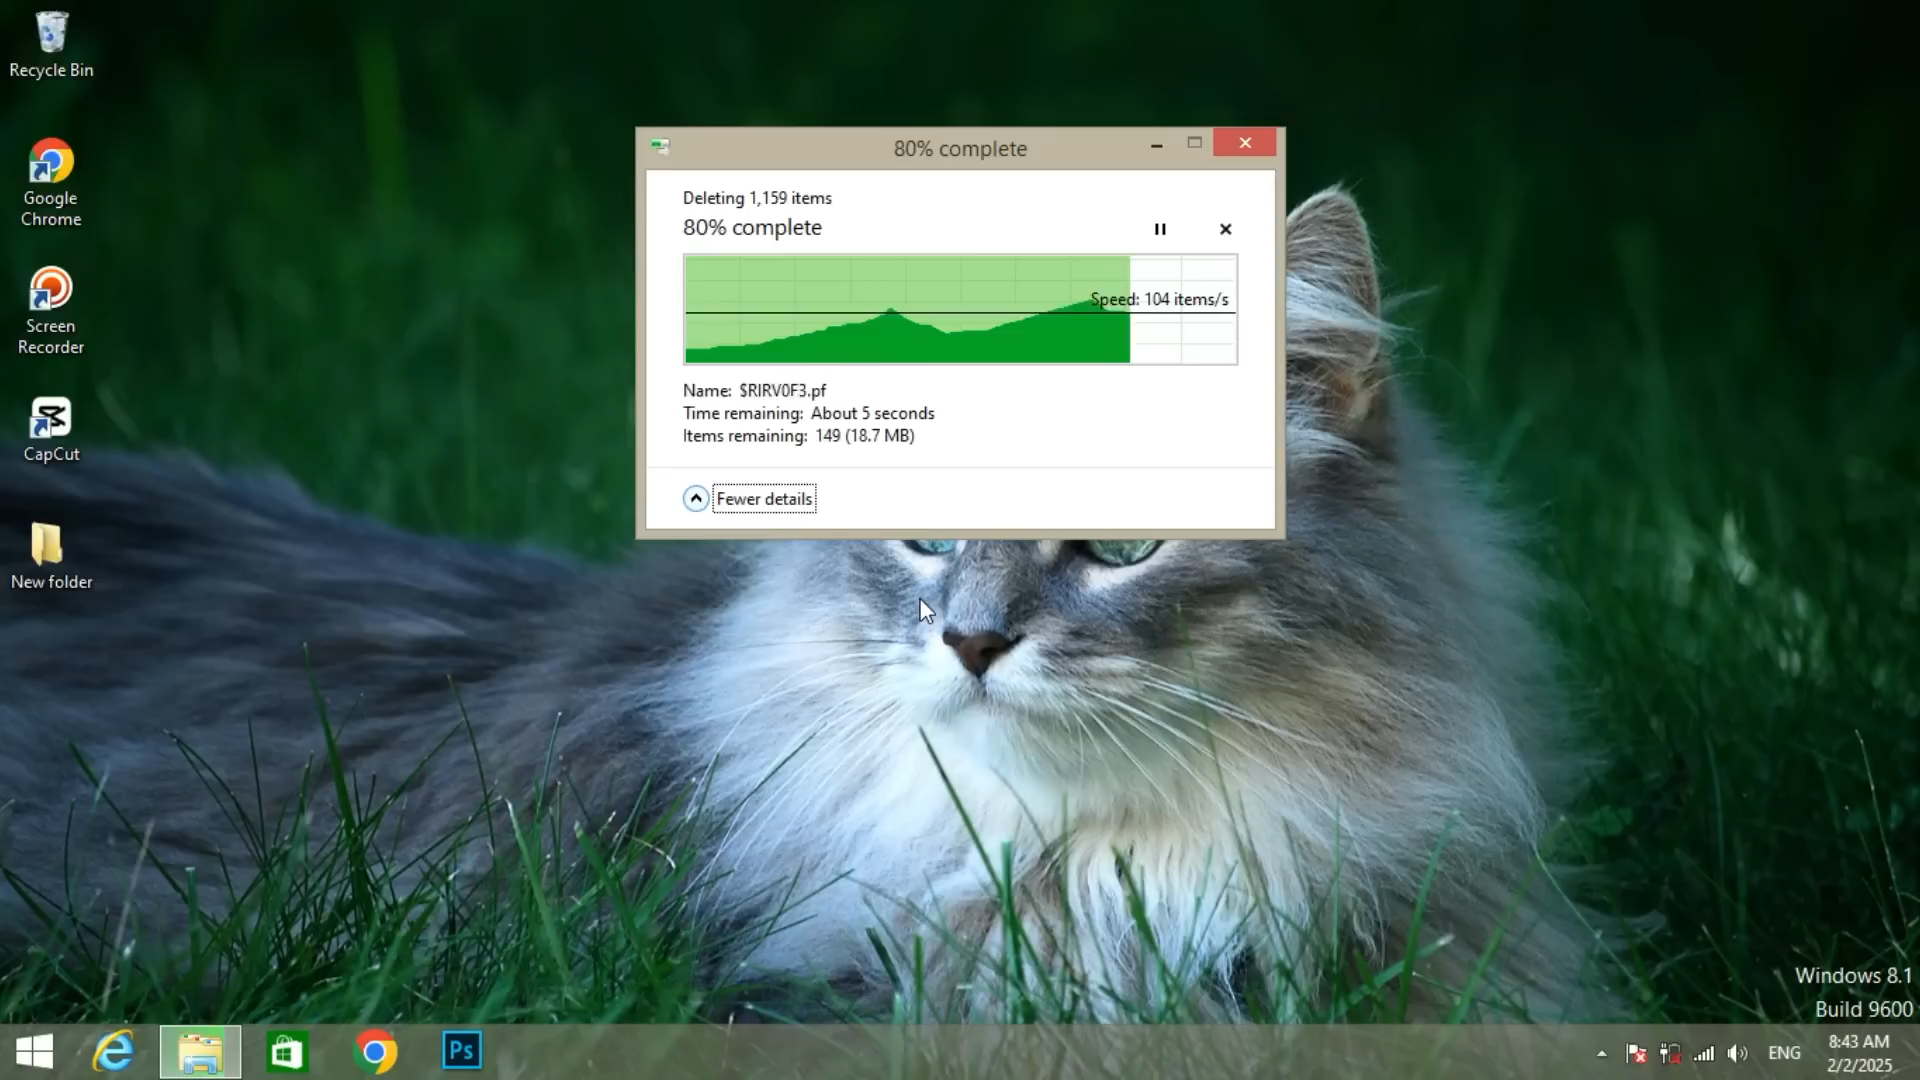 Recycle Bin
Google
Chrome
Screen
Recorder
CapCut
New folder
80% complete
Deleting 1,159 items
80% complete
Speed: 104 items/s
Name: $RIRV0F3.pf
Time remaining: About 5 seconds
Items remaining: 149 (18.7 MB)
Fewer details
Windows 8.1
Build 9600
Ps
ENG
8:43 AM
2/2/2025